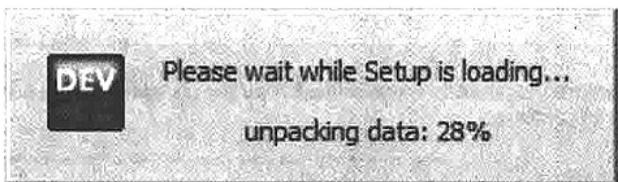 DEV
Please wait while Setup is loading...
unpacking data: 28%